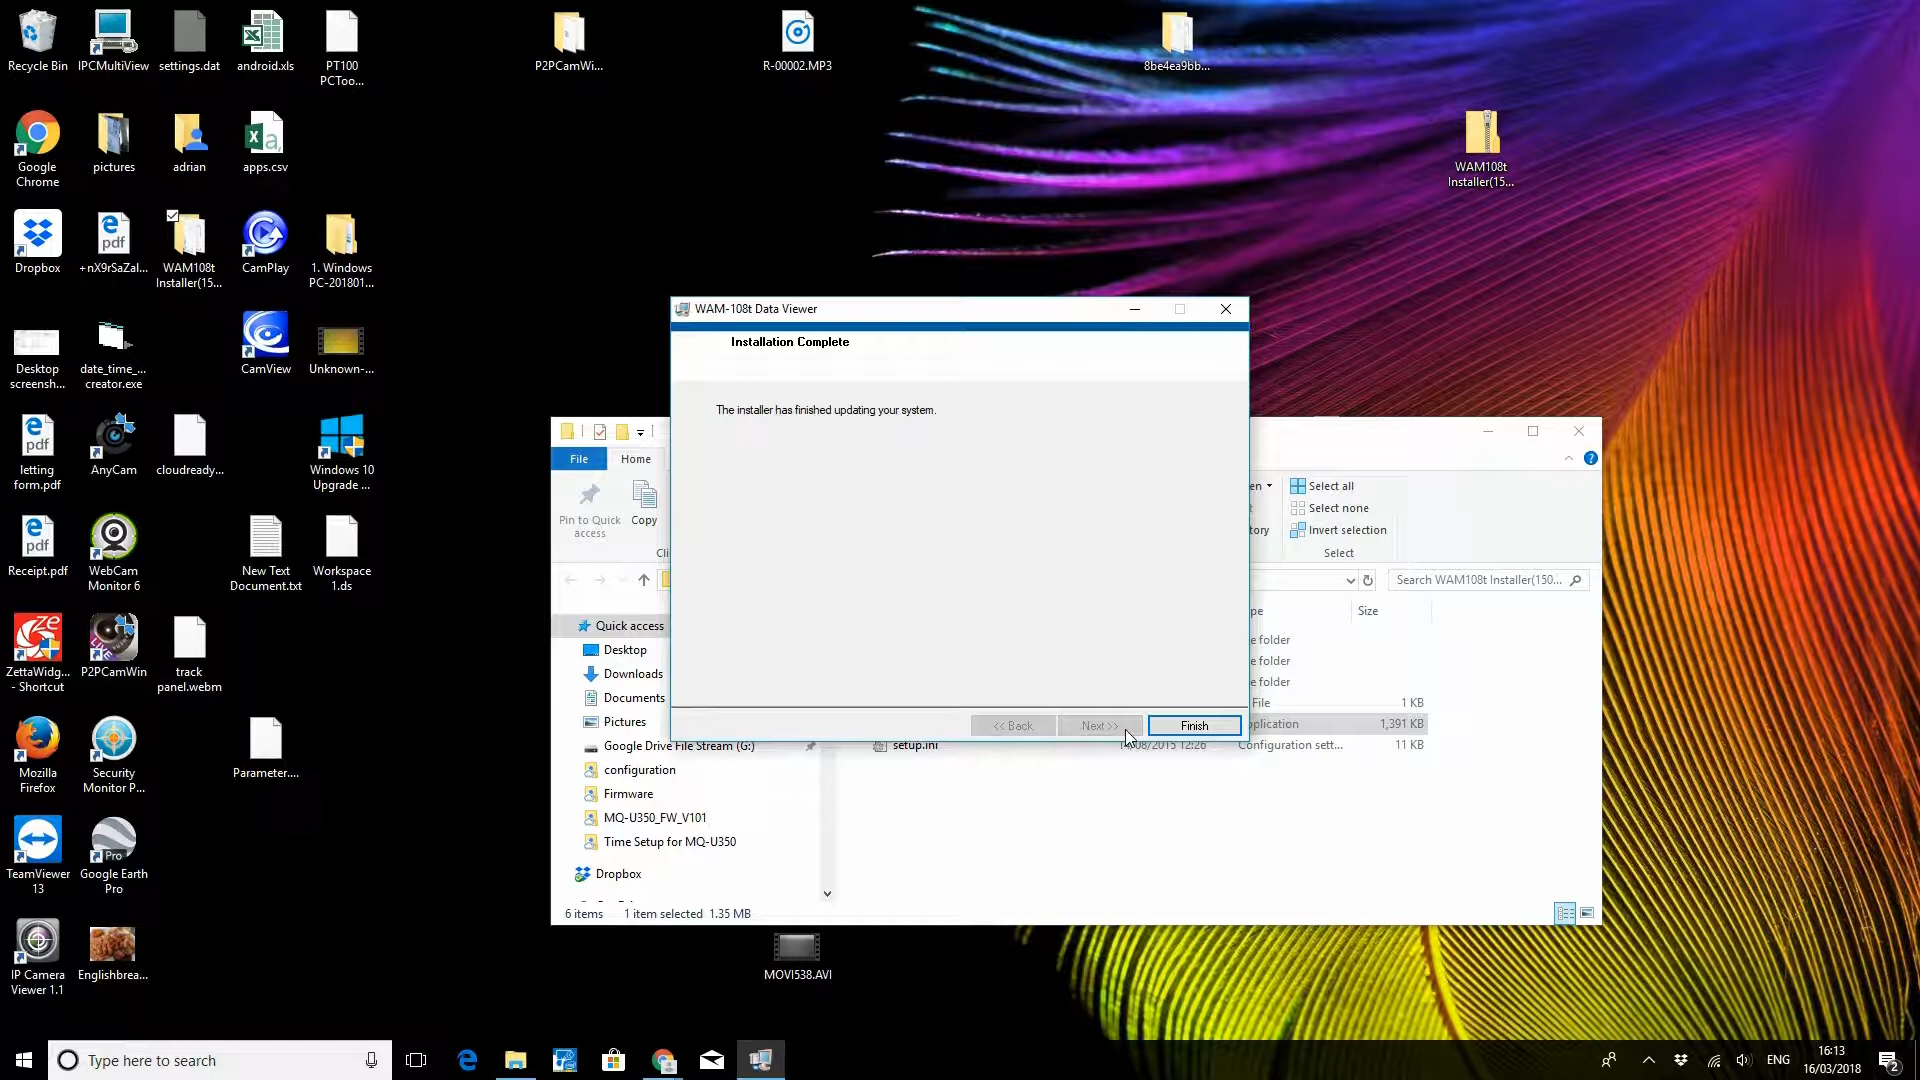 Recycle Bin
IPCMultiView
settings.dat
android.xls
PT100
PCToo...
P2PCamWi...
R-00002.MP3
8be4ea9bb...
Google
Chrome
pictures
adrian
apps.csv
WAM108t
Installer(15...
Dropbox
+nX9rSaZal...
WAM108t
Installer(15...
CamPlay
1. Windows
PC-201801...
Desktop
screensh...
date_time_...
creator.exe
CamView
Unknown-...
letting
form.pdf
AnyCam
cloudready...
Windows 10
Upgrade ...
Receipt.pdf
WebCam
Monitor 6
New Text
Document.txt
Workspace
1.ds
ZettaWidg...
- Shortcut
P2PCamWin
track
panel.webm
Mozilla
Firefox
Security
Monitor P...
Parameter....
TeamViewer
13
Google Earth
Pro
IP Camera
Viewer 1.1
Englishbrea...
MOVI538.AVI
WAM-108t Data Viewer
Installation Complete
The installer has finished updating your system.
<< Back
Next >>
Finish
File
Home
Pin to Quick
access
Copy
Select all
Select none
Invert selection
Select
Search WAM108t Installer(150...
Size
Quick access
Desktop
Downloads
Documents
Pictures
Google Drive File Stream (G:)
configuration
Firmware
MQ-U350_FW_V101
Time Setup for MQ-U350
Dropbox
e folder
e folder
e folder
File
1 KB
pplication
1,391 KB
setup.ini
12:26
Configuration sett...
11 KB
6 items
1 item selected 1.35 MB
Type here to search
ENG
16:13
16/03/2018
2